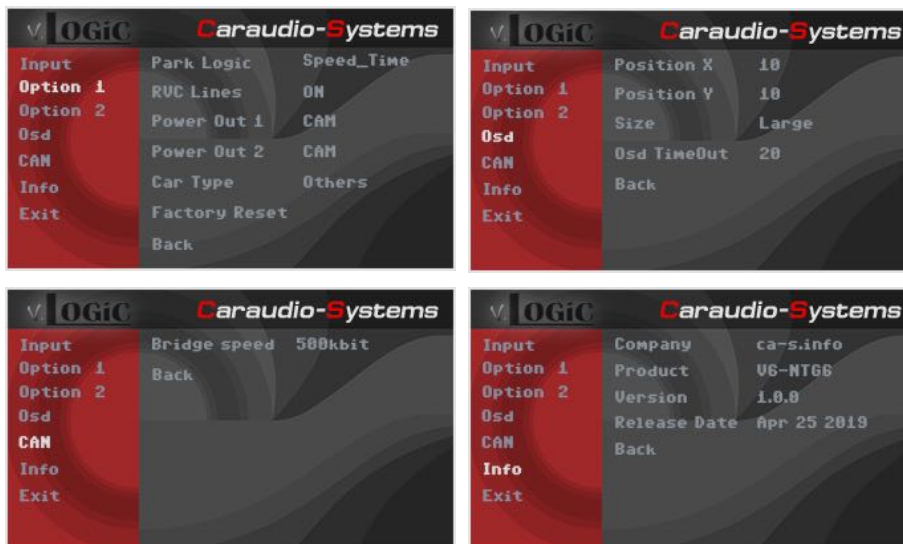 v.LOGiC Caraudio-Systems
Input
Option 1
Option 2
Osd
CAN
Info
Exit
Park Logic Speed_Time
RVC Lines ON
Power Out 1 CAM
Power Out 2 CAM
Car Type Others
Factory Reset
Back
v.LOGiC Caraudio-Systems
Input
Option 1
Option 2
Osd
CAN
Info
Exit
Position X 10
Position Y 10
Size Large
Osd TimeOut 20
Back
v.LOGiC Caraudio-Systems
Input
Option 1
Option 2
Osd
CAN
Info
Exit
Bridge speed 500kbit
Back
v.LOGiC Caraudio-Systems
Input
Option 1
Option 2
Osd
CAN
Info
Exit
Company ca-s.info
Product V6-NTG6
Version 1.0.0
Release Date Apr 25 2019
Back